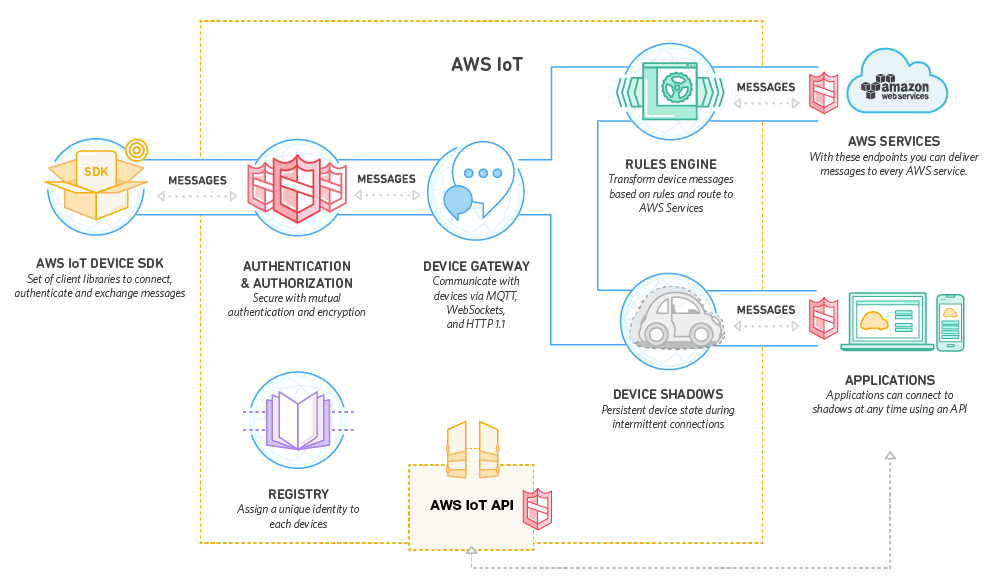 AWS IoT
SDK
MESSAGES
MESSAGES
MESSAGES
amazon
web services
AWS IoT DEVICE SDK
Set of client libraries to connect,
authenticate and exchange messages
AUTHENTICATION
& AUTHORIZATION
Secure with mutual
authentication and encryption
DEVICE GATEWAY
Communicate with
devices via MQTT,
WebSockets,
and HTTP 1.1
RULES ENGINE
Transform device messages
based on rules and route to
AWS Services
AWS SERVICES
With these endpoints you can deliver
messages to every AWS service.
MESSAGES
DEVICE SHADOWS
Persistent device state during
intermittent connections
APPLICATIONS
Applications can connect to
shadows at any time using an API
REGISTRY
Assign a unique identity to
each devices
AWS IoT API